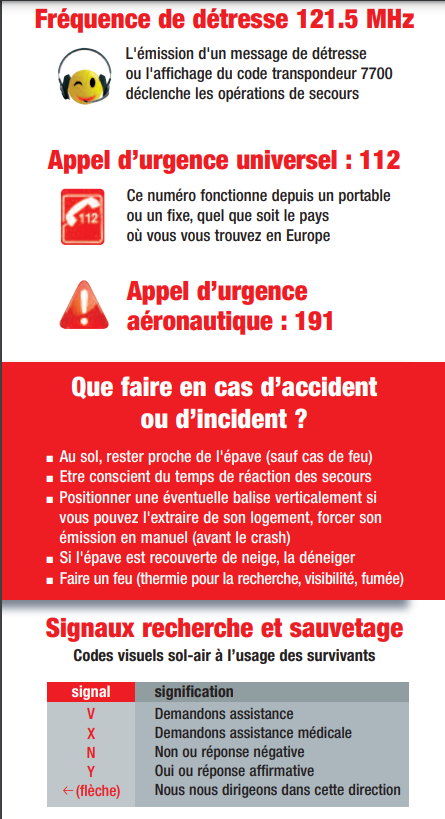 Fréquence de détresse 121.5 MHz
L'émission d'un message de détresse
ou l'affichage du code transpondeur 7700
déclenche les opérations de secours
Appel d'urgence universel : 112
112
Ce numéro fonctionne depuis un portable
ou un fixe, quel que soit le pays
où vous vous trouvez en Europe
Appel d'urgence
aéronautique : 191
Que faire en cas d'accident
ou d'incident ?
■ Au sol, rester proche de l'épave (sauf cas de feu)
■ Etre conscient du temps de réaction des secours
■ Positionner une éventuelle balise verticalement si
vous pouvez l'extraire de son logement, forcer son
émission en manuel (avant le crash)
■ Si l'épave est recouverte de neige, la déneiger
■ Faire un feu (thermie pour la recherche, visibilité, fumée)
Signaux recherche et sauvetage
Codes visuels sol-air à l'usage des survivants
signal signification
V Demandons assistance
X Demandons assistance médicale
N Non ou réponse négative
Y Oui ou réponse affirmative
← (flèche) Nous nous dirigeons dans cette direction